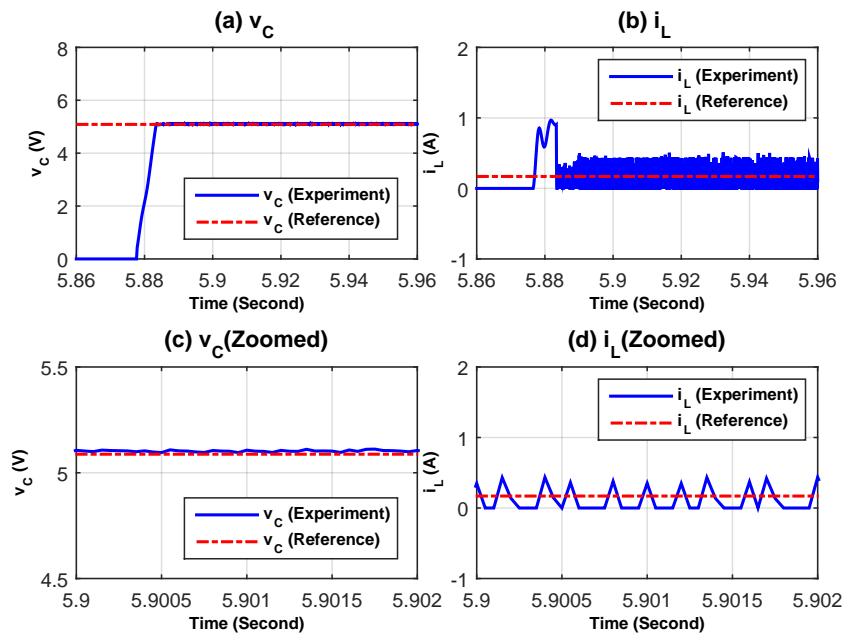 (a) v_C
8
6
4
2
0
v_C (V)
v_C (Experiment)
v_C (Reference)
5.86 5.88 5.9 5.92 5.94 5.96
Time (Second)
(b) i_L
2
1
0
-1
i_L (A)
i_L (Experiment)
i_L (Reference)
5.86 5.88 5.9 5.92 5.94 5.96
Time (Second)
(c) v_C(Zoomed)
5.5
5
4.5
v_C (V)
v_C (Experiment)
v_C (Reference)
5.9 5.9005 5.901 5.9015 5.902
Time (Second)
(d) i_L(Zoomed)
2
1
0
-1
i_L (A)
i_L (Experiment)
i_L (Reference)
5.9 5.9005 5.901 5.9015 5.902
Time (Second)